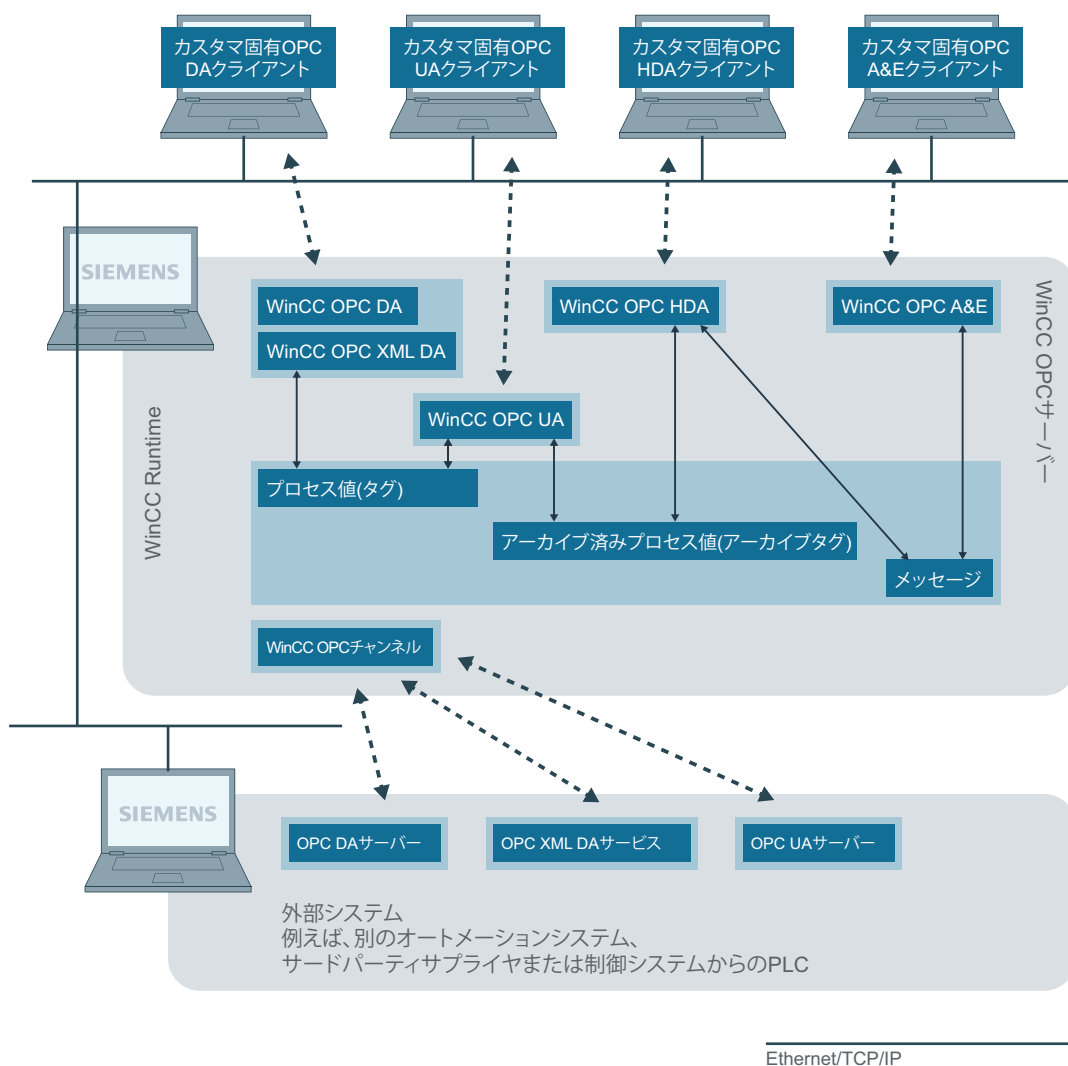 カスタマ固有OPC
DAクライアント
カスタマ固有OPC
UAクライアント
カスタマ固有OPC
HDAクライアント
カスタマ固有OPC
A&Eクライアント
SIEMENS
WinCC OPC DA
WinCC OPC XML DA
WinCC OPC HDA
WinCC OPC A&E
WinCC OPCサーバー
WinCC OPC UA
WinCC Runtime
プロセス値(タグ)
アーカイブ済みプロセス値(アーカイブタグ)
メッセージ
WinCC OPCチャンネル
SIEMENS
OPC DAサーバー
OPC XML DAサービス
OPC UAサーバー
外部システム
例えば、別のオートメーションシステム、
サードパーティサプライヤまたは制御システムからのPLC
Ethernet/TCP/IP